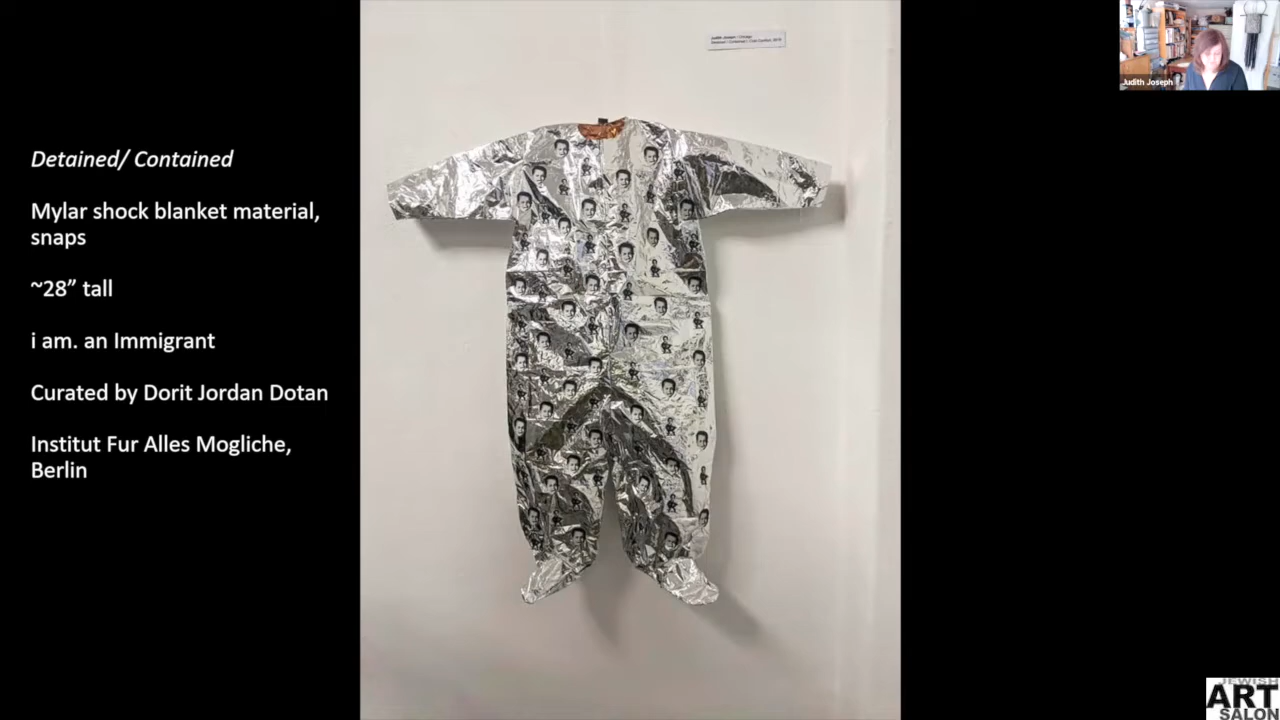 Detained/ Contained
Mylar shock blanket material,
snaps
~28” tall
i am. an Immigrant
Curated by Dorit Jordan Dotan
Institut Fur Alles Mogliche,
Berlin
Judith Joseph
JEWISH
ART
SALON